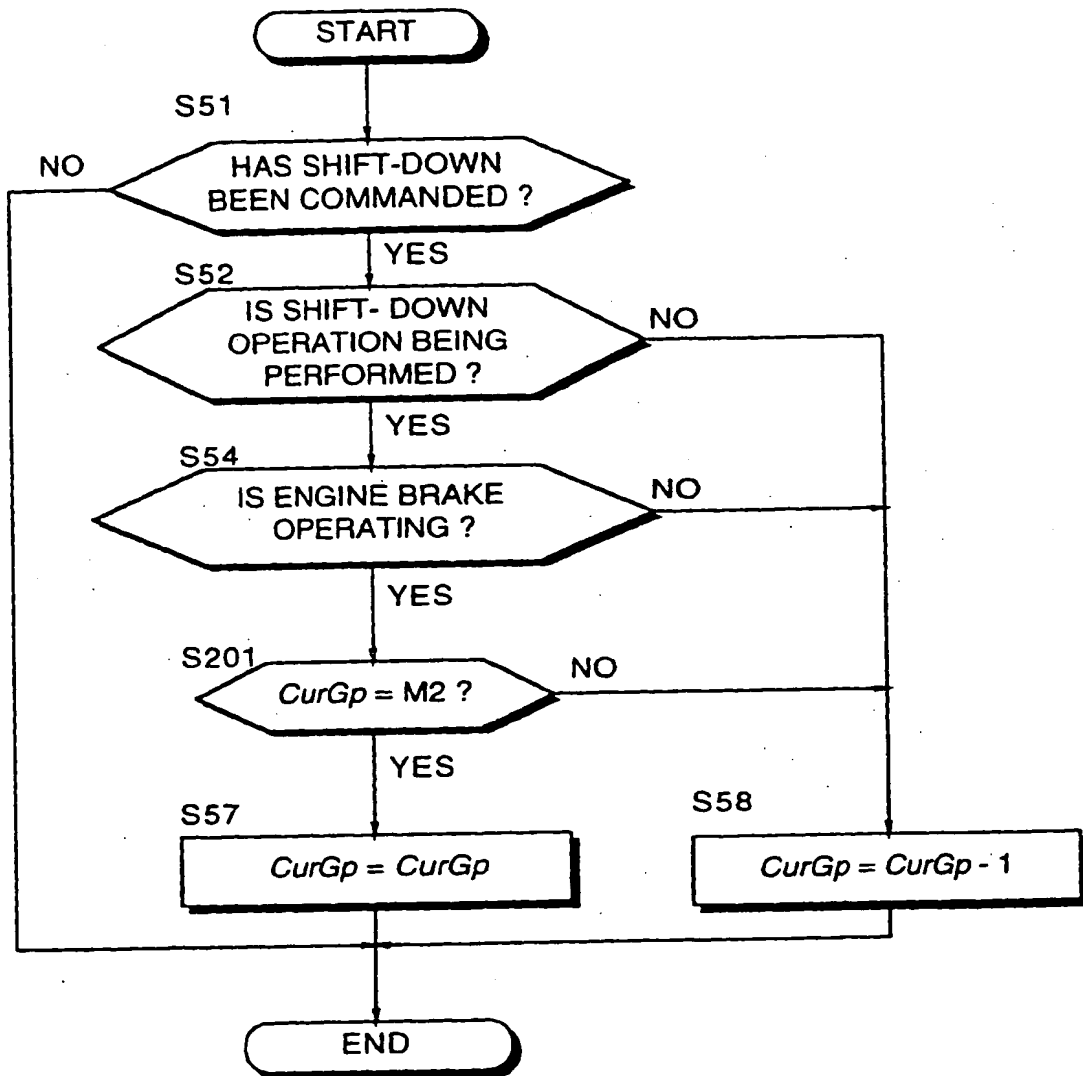 START
S51
NO
HAS SHIFT-DOWN
BEEN COMMANDED ?
YES
S52
IS SHIFT- DOWN
OPERATION BEING
PERFORMED ?
NO
YES
S54
IS ENGINE BRAKE
OPERATING ?
NO
YES
S201
CurGp = M2 ?
NO
YES
S57
CurGp = CurGp
S58
CurGp = CurGp - 1
END